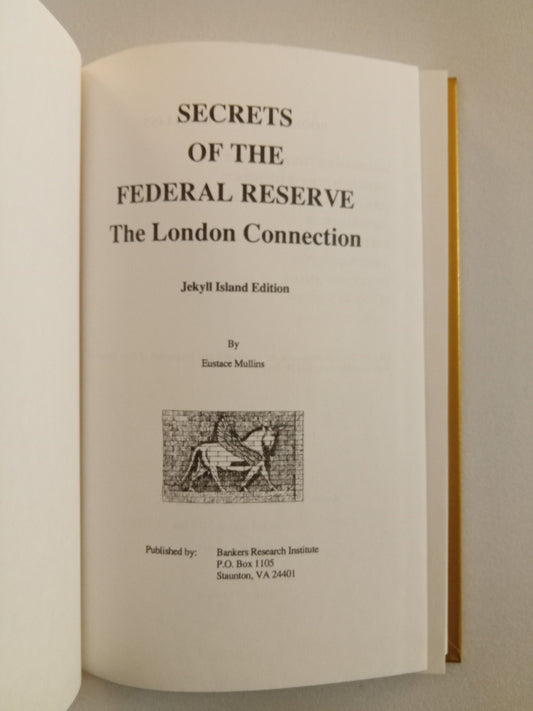 SECRETS
OF THE
FEDERAL RESERVE
The London Connection
Jekyll Island Edition
By
Eustace Mullins
Published by: Bankers Research Institute
P.O. Box 1105
Staunton, VA 24401